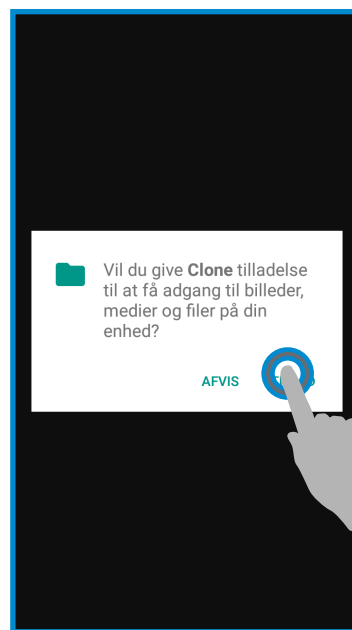 Vil du give Clone tilladelse
til at få adgang til billeder,
medier og filer på din
enhed?
AFVIS